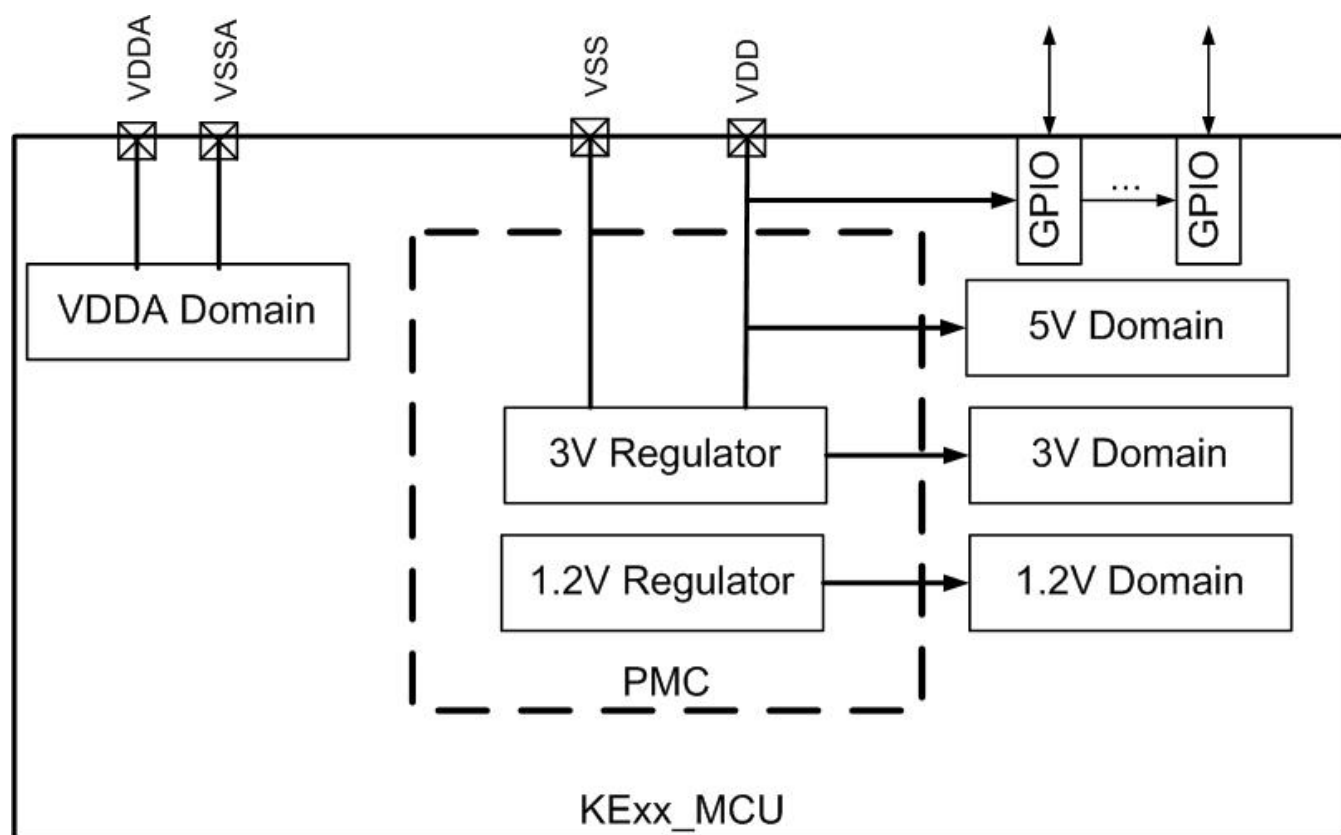 VDDA
VSSA
VSS
VDD
GPIO
...
GPIO
VDDA Domain
5V Domain
3V Regulator
3V Domain
1.2V Regulator
1.2V Domain
PMC
KExx_MCU